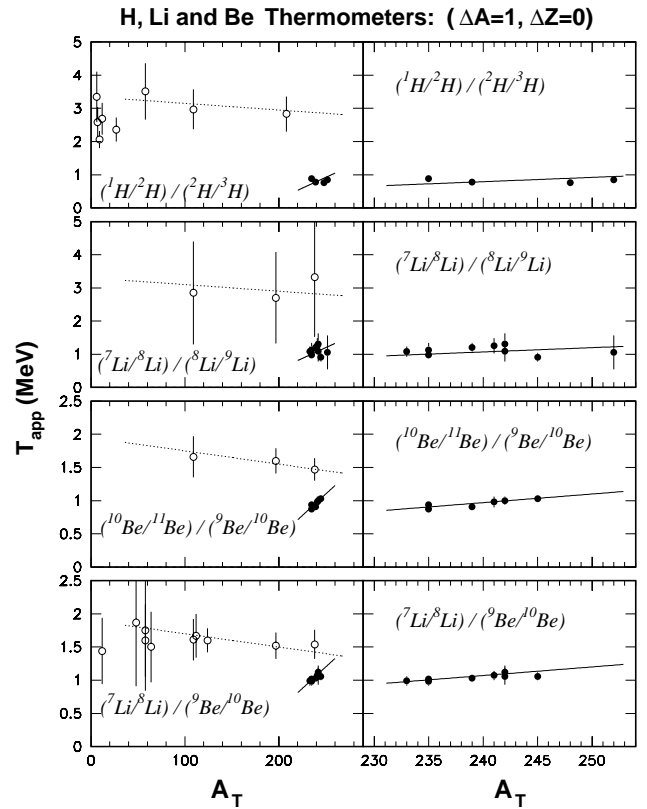 H, Li and Be Thermometers: (ΔA=1, ΔZ=0)
T_app (MeV)
5
4
3
2
1
0
(¹H/²H) / (²H/³H)
(¹H/²H) / (²H/³H)
5
4
3
2
1
0
(⁷Li/⁸Li) / (⁸Li/⁹Li)
(⁷Li/⁸Li) / (⁸Li/⁹Li)
2.5
2
1.5
1
0.5
0
(¹⁰Be/¹¹Be) / (⁹Be/¹⁰Be)
(¹⁰Be/¹¹Be) / (⁹Be/¹⁰Be)
2.5
2
1.5
1
0.5
0
(⁷Li/⁸Li) / (⁹Be/¹⁰Be)
(⁷Li/⁸Li) / (⁹Be/¹⁰Be)
0 100 200 230 235 240 245 250
A_T A_T